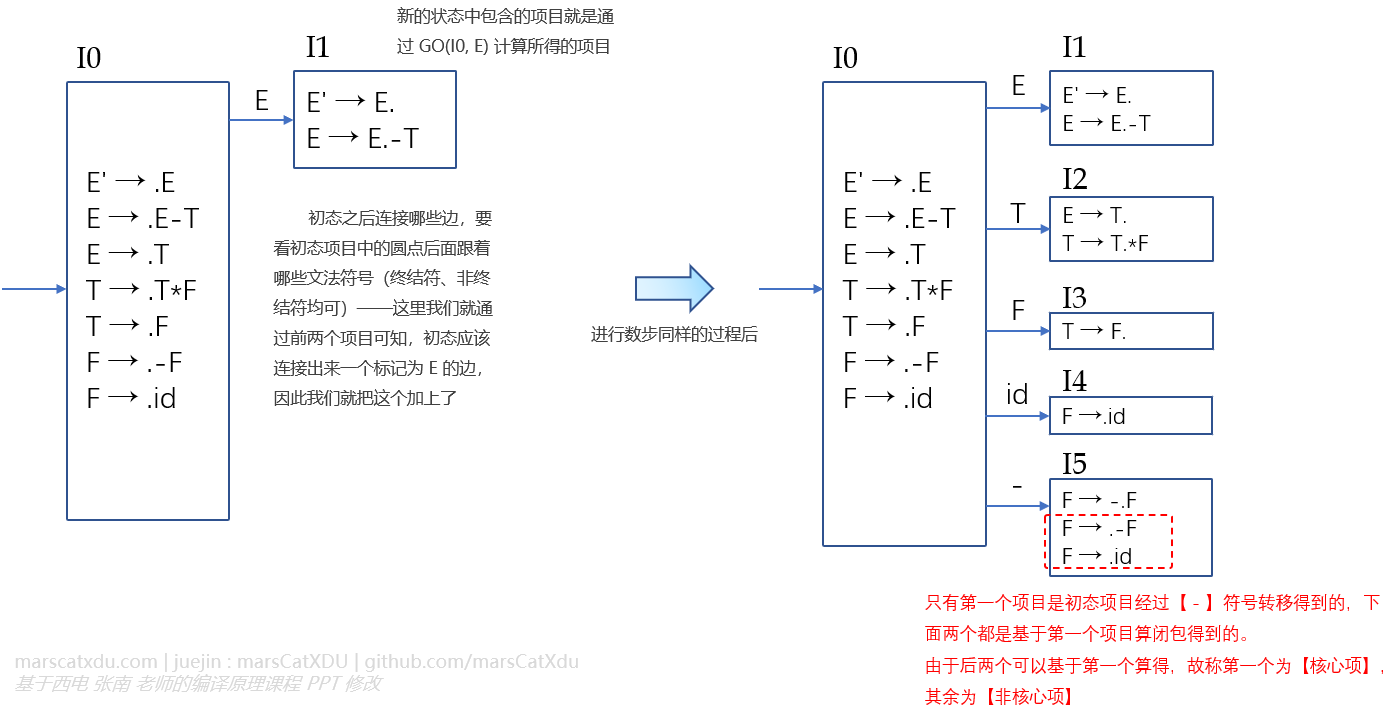 新的状态中包含的项目就是通
过 GO(I0, E) 计算所得的项目
I0
I1
E
E' → E.
E → E.-T
E' → .E
E → .E-T
E → .T
T → .T*F
T → .F
F → .-F
F → .id
初态之后连接哪些边，要
看初态项目中的圆点后面跟着
哪些文法符号（终结符、非终
结符均可）——这里我们就通
过前两个项目可知，初态应该
连接出来一个标记为 E 的边，
因此我们就把这个加上了
进行数步同样的过程后
I0
E' → .E
E → .E-T
E → .T
T → .T*F
T → .F
F → .-F
F → .id
E
I1
E' → E.
E → E.-T
T
I2
E → T.
T → T.*F
F
I3
T → F.
id
I4
F →.id
-
I5
F → -.F
F → .-F
F → .id
只有第一个项目是初态项目经过【 - 】符号转移得到的，下
面两个都是基于第一个项目算闭包得到的。
由于后两个可以基于第一个算得，故称第一个为【核心项】，
其余为【非核心项】
marscatxdu.com | juejin : marsCatXDU | github.com/marsCatXdu
基于西电 张南 老师的编译原理课程 PPT 修改